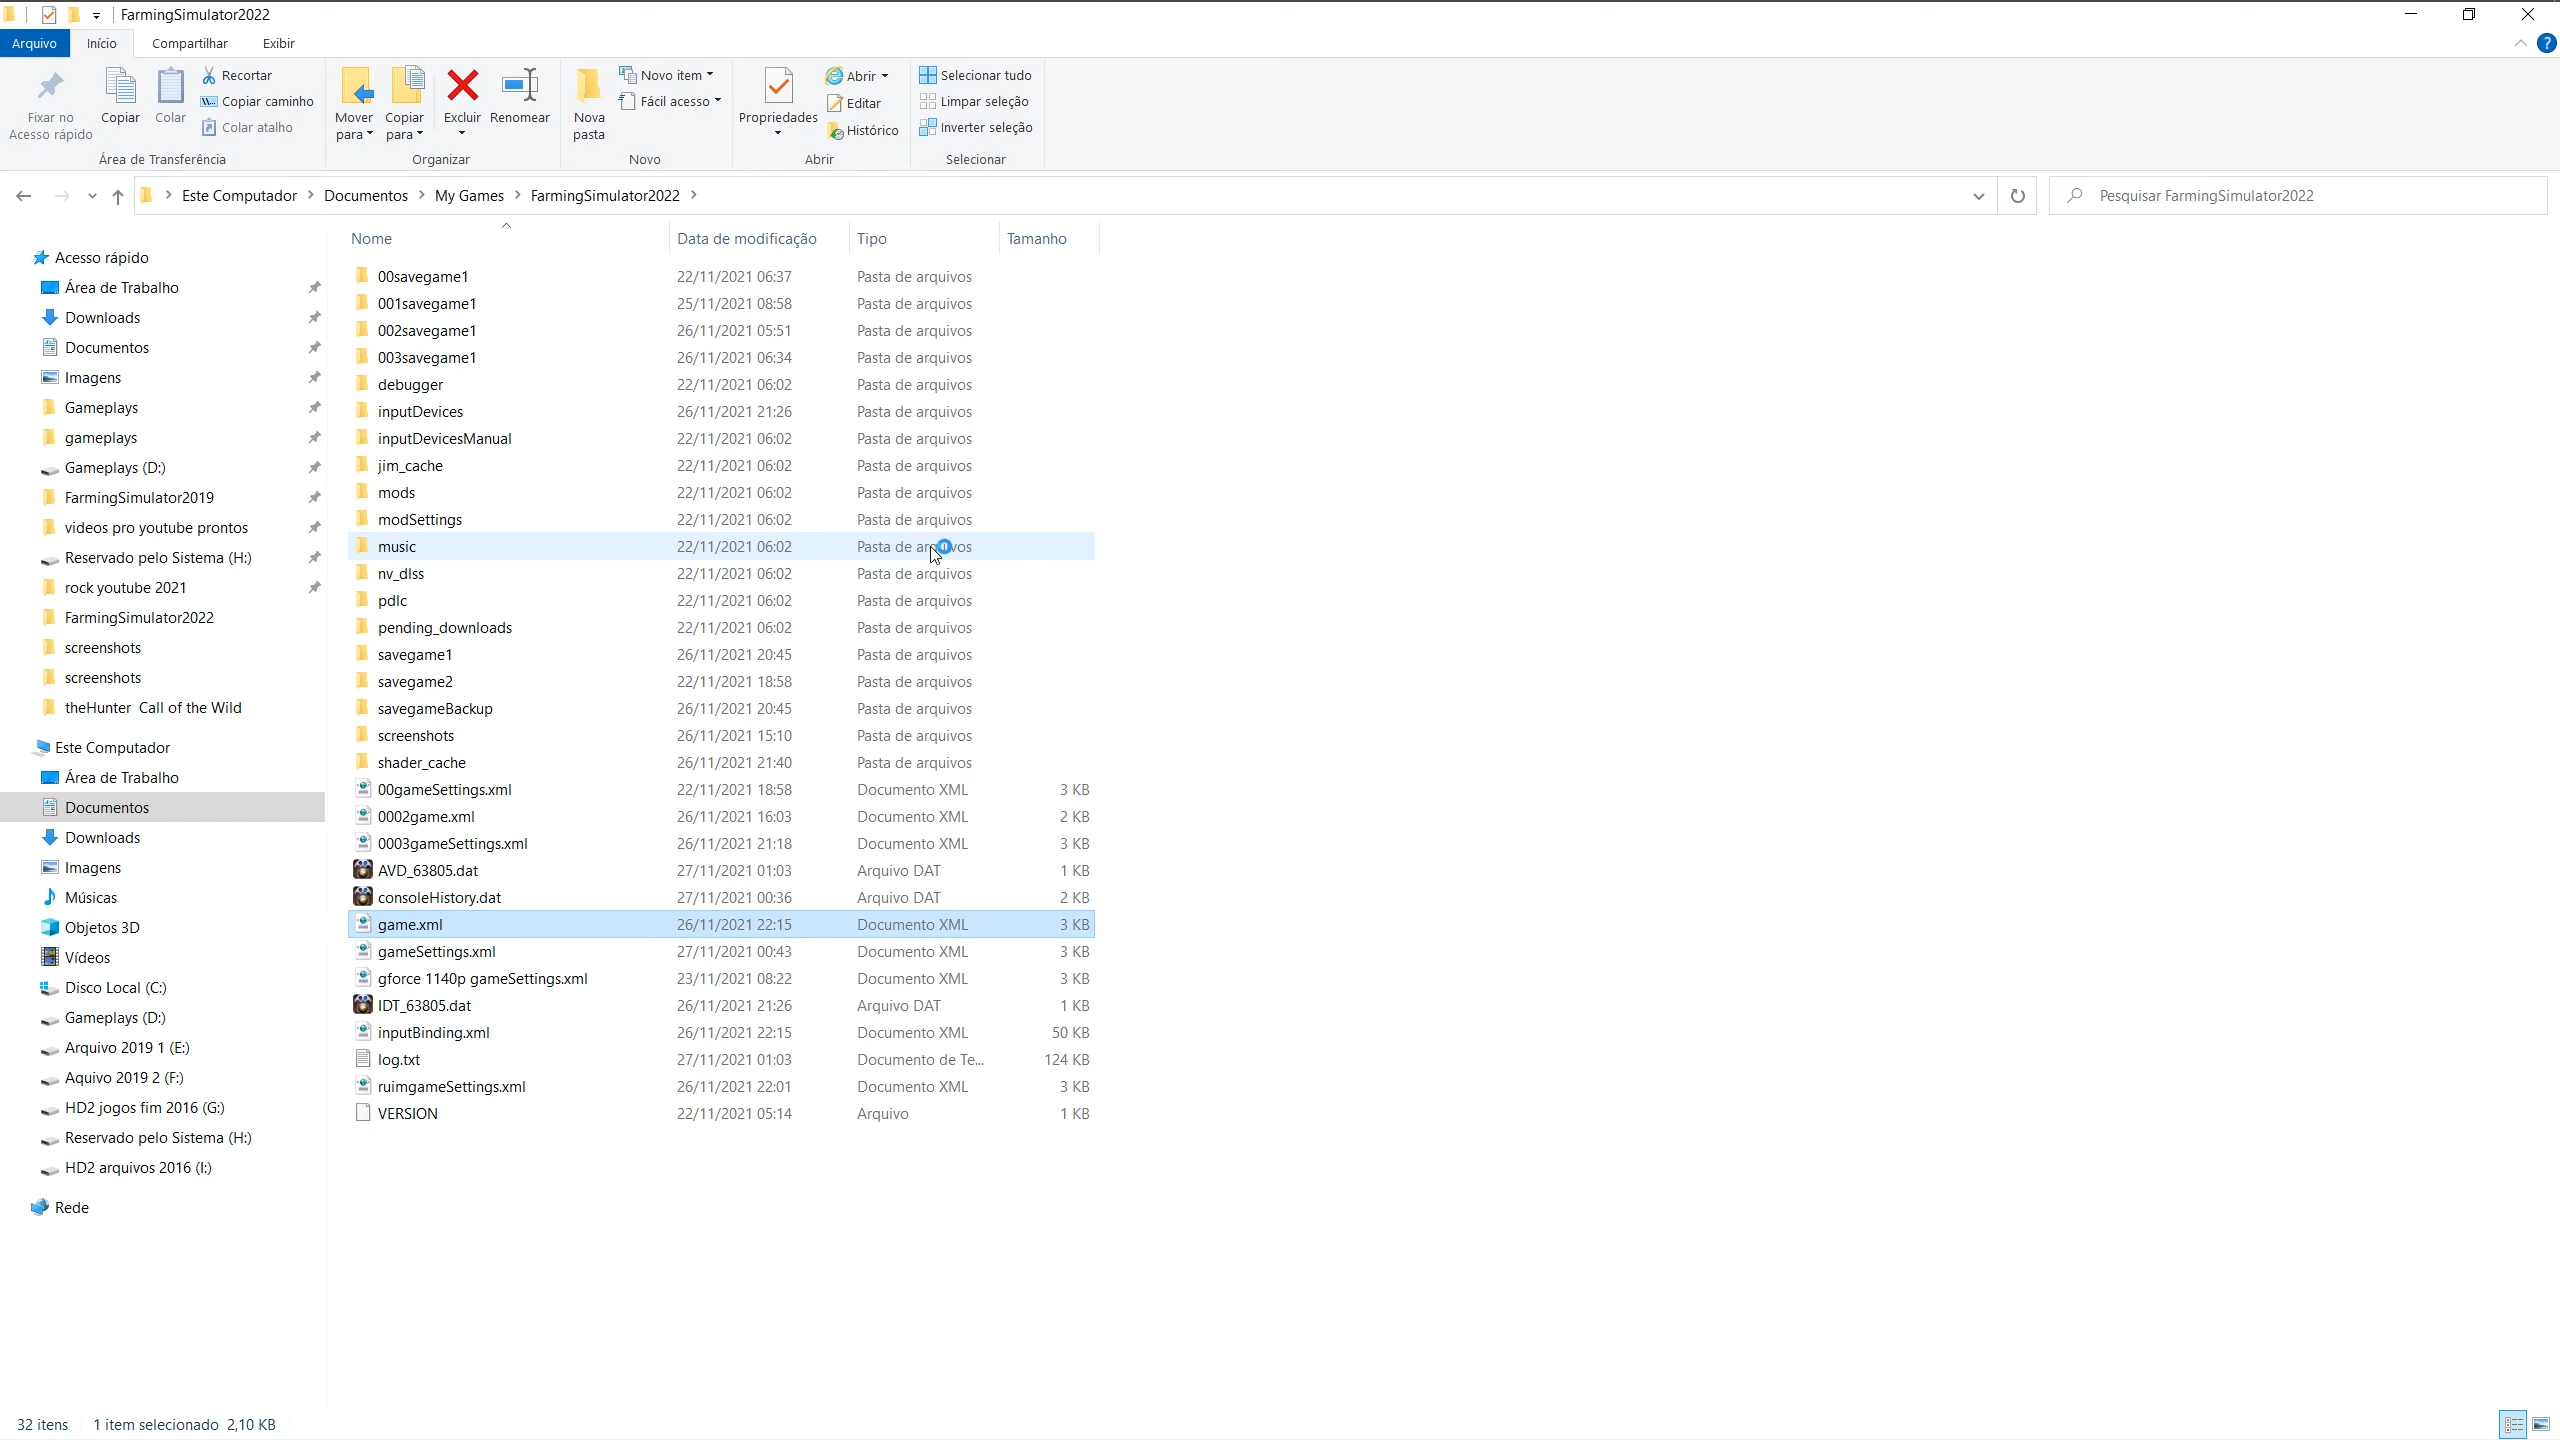 FarmingSimulator2022
Arquivo Início Compartilhar Exibir
Fixar no Acesso rápido
Copiar
Colar
Recortar
Copiar caminho
Colar atalho
Área de Transferência
Mover para
Copiar para
Excluir
Renomear
Organizar
Nova pasta
Novo item
Fácil acesso
Novo
Propriedades
Abrir
Editar
Histórico
Abrir
Selecionar tudo
Limpar seleção
Inverter seleção
Selecionar
Este Computador > Documentos > My Games > FarmingSimulator2022 >
Pesquisar FarmingSimulator2022
Acesso rápido
Área de Trabalho
Downloads
Documentos
Imagens
Gameplays
gameplays
Gameplays (D:)
FarmingSimulator2019
videos pro youtube prontos
Reservado pelo Sistema (H:)
rock youtube 2021
FarmingSimulator2022
screenshots
screenshots
theHunter Call of the Wild
Este Computador
Área de Trabalho
Documentos
Downloads
Imagens
Músicas
Objetos 3D
Vídeos
Disco Local (C:)
Gameplays (D:)
Arquivo 2019 1 (E:)
Aquivo 2019 2 (F:)
HD2 jogos fim 2016 (G:)
Reservado pelo Sistema (H:)
HD2 arquivos 2016 (I:)
Rede
Nome Data de modificação Tipo Tamanho
00savegame1 22/11/2021 06:37 Pasta de arquivos
001savegame1 25/11/2021 08:58 Pasta de arquivos
002savegame1 26/11/2021 05:51 Pasta de arquivos
003savegame1 26/11/2021 06:34 Pasta de arquivos
debugger 22/11/2021 06:02 Pasta de arquivos
inputDevices 26/11/2021 21:26 Pasta de arquivos
inputDevicesManual 22/11/2021 06:02 Pasta de arquivos
jim_cache 22/11/2021 06:02 Pasta de arquivos
mods 22/11/2021 06:02 Pasta de arquivos
modSettings 22/11/2021 06:02 Pasta de arquivos
music 22/11/2021 06:02 Pasta de arquivos
nv_dlss 22/11/2021 06:02 Pasta de arquivos
pdlc 22/11/2021 06:02 Pasta de arquivos
pending_downloads 22/11/2021 06:02 Pasta de arquivos
savegame1 26/11/2021 20:45 Pasta de arquivos
savegame2 22/11/2021 18:58 Pasta de arquivos
savegameBackup 26/11/2021 20:45 Pasta de arquivos
screenshots 26/11/2021 15:10 Pasta de arquivos
shader_cache 26/11/2021 21:40 Pasta de arquivos
00gameSettings.xml 22/11/2021 18:58 Documento XML 3 KB
0002game.xml 26/11/2021 16:03 Documento XML 2 KB
0003gameSettings.xml 26/11/2021 21:18 Documento XML 3 KB
AVD_63805.dat 27/11/2021 01:03 Arquivo DAT 1 KB
consoleHistory.dat 27/11/2021 00:36 Arquivo DAT 2 KB
game.xml 26/11/2021 22:15 Documento XML 3 KB
gameSettings.xml 27/11/2021 00:43 Documento XML 3 KB
gforce 1140p gameSettings.xml 23/11/2021 08:22 Documento XML 3 KB
IDT_63805.dat 26/11/2021 21:26 Arquivo DAT 1 KB
inputBinding.xml 26/11/2021 22:15 Documento XML 50 KB
log.txt 27/11/2021 01:03 Documento de Te... 124 KB
ruimgameSettings.xml 26/11/2021 22:01 Documento XML 3 KB
VERSION 22/11/2021 05:14 Arquivo 1 KB
32 itens 1 item selecionado 2,10 KB